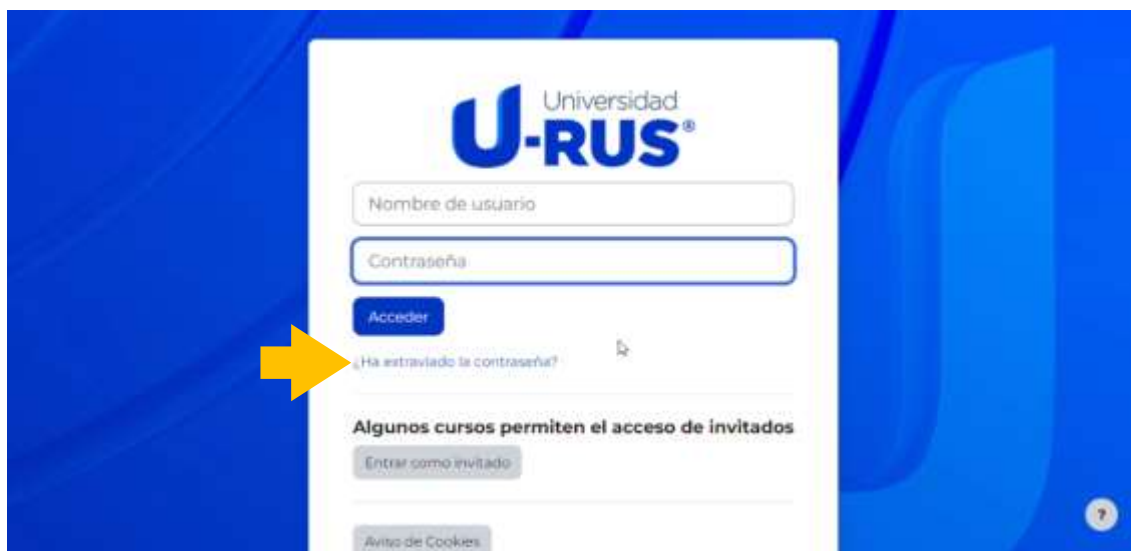 Universidad
U-RUS®
Nombre de usuario
Contraseña
Acceder
¿Ha extraviado la contraseña?
Algunos cursos permiten el acceso de invitados
Entrar como invitado
Aviso de Cookies
?